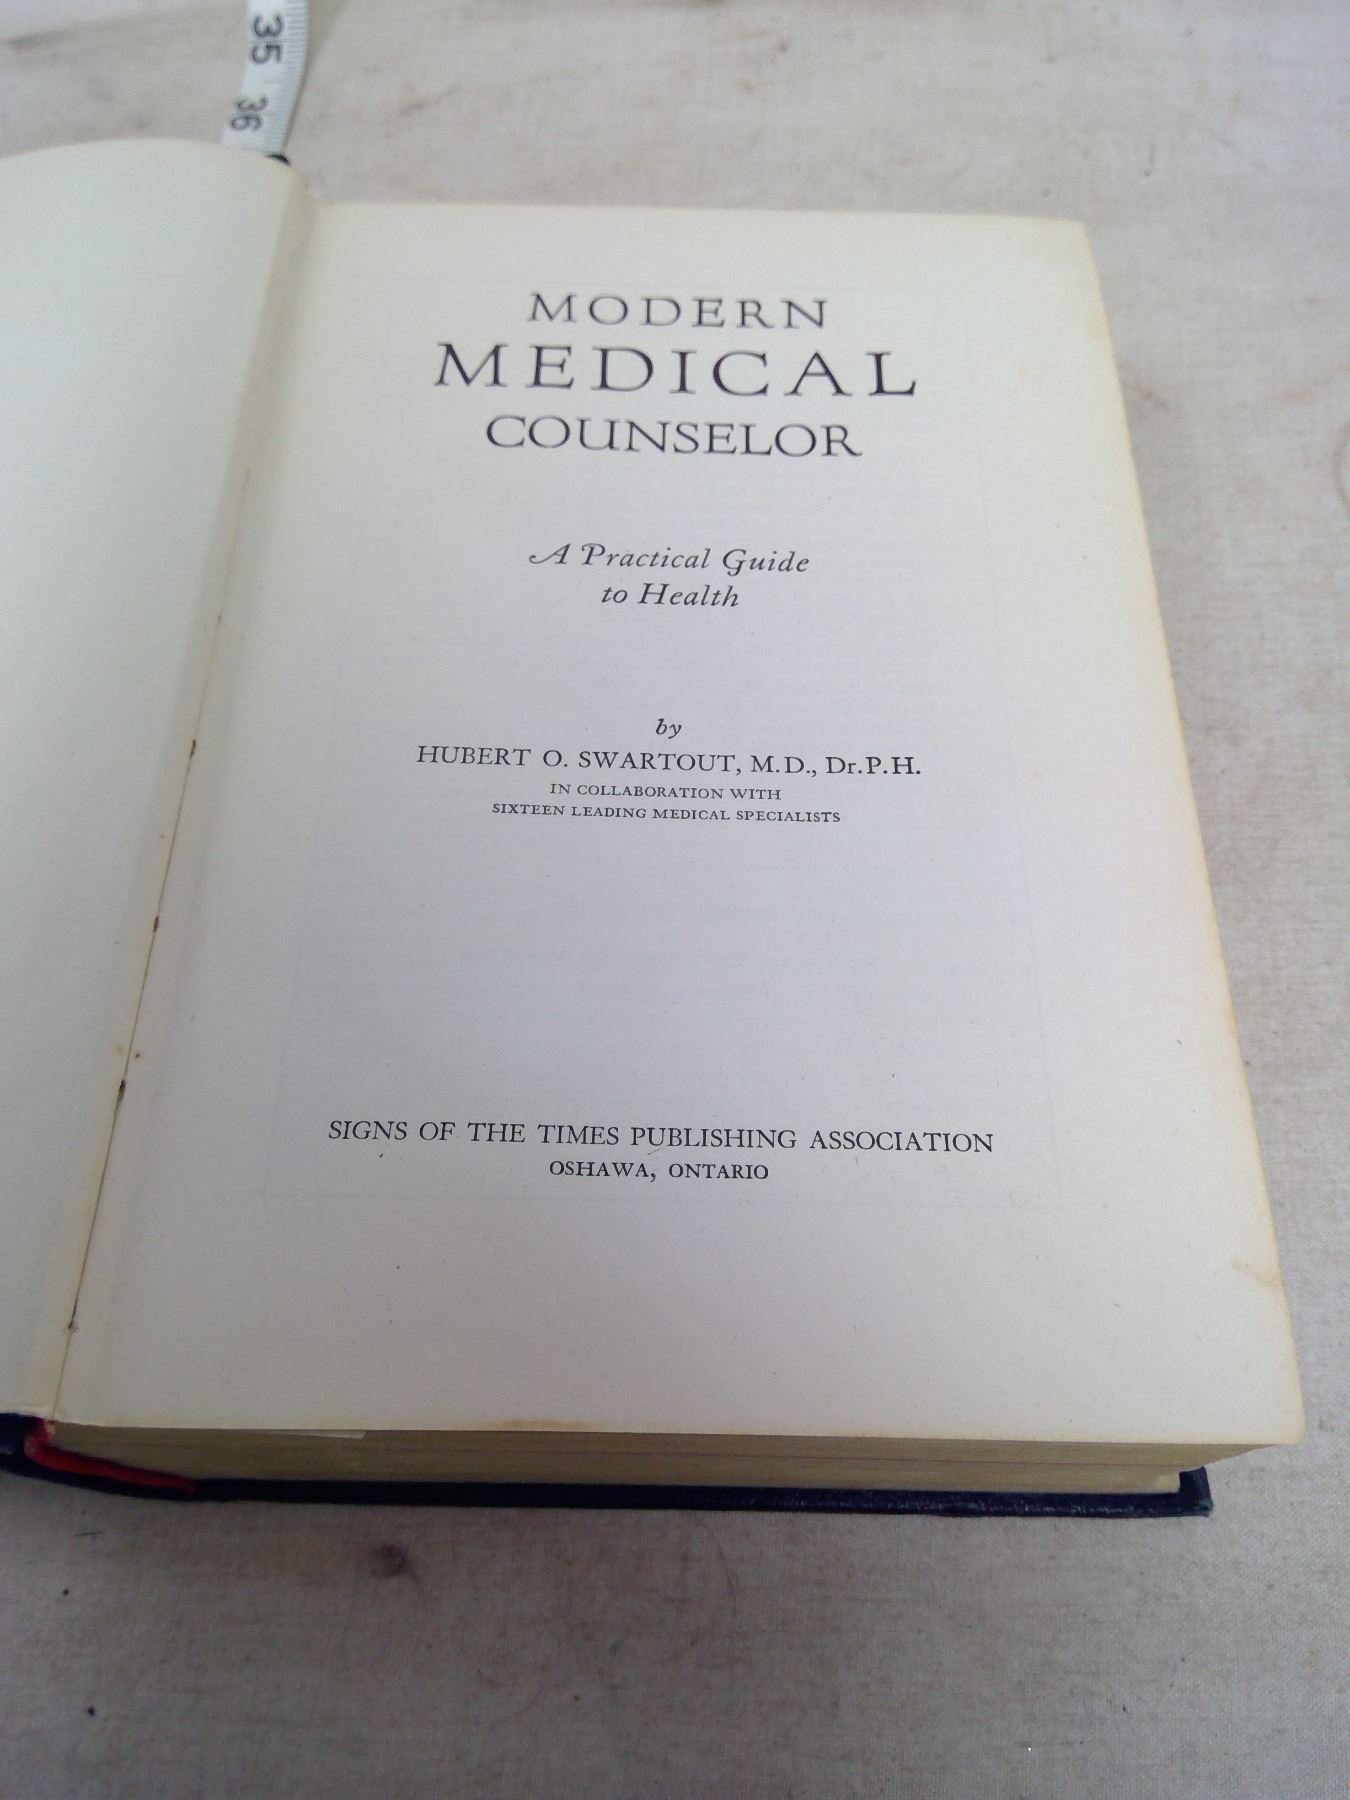 35
36
MODERN
MEDICAL
COUNSELOR
A Practical Guide
to Health
by
HUBERT O. SWARTOUT, M.D., Dr.P.H.
IN COLLABORATION WITH
SIXTEEN LEADING MEDICAL SPECIALISTS
SIGNS OF THE TIMES PUBLISHING ASSOCIATION
OSHAWA, ONTARIO